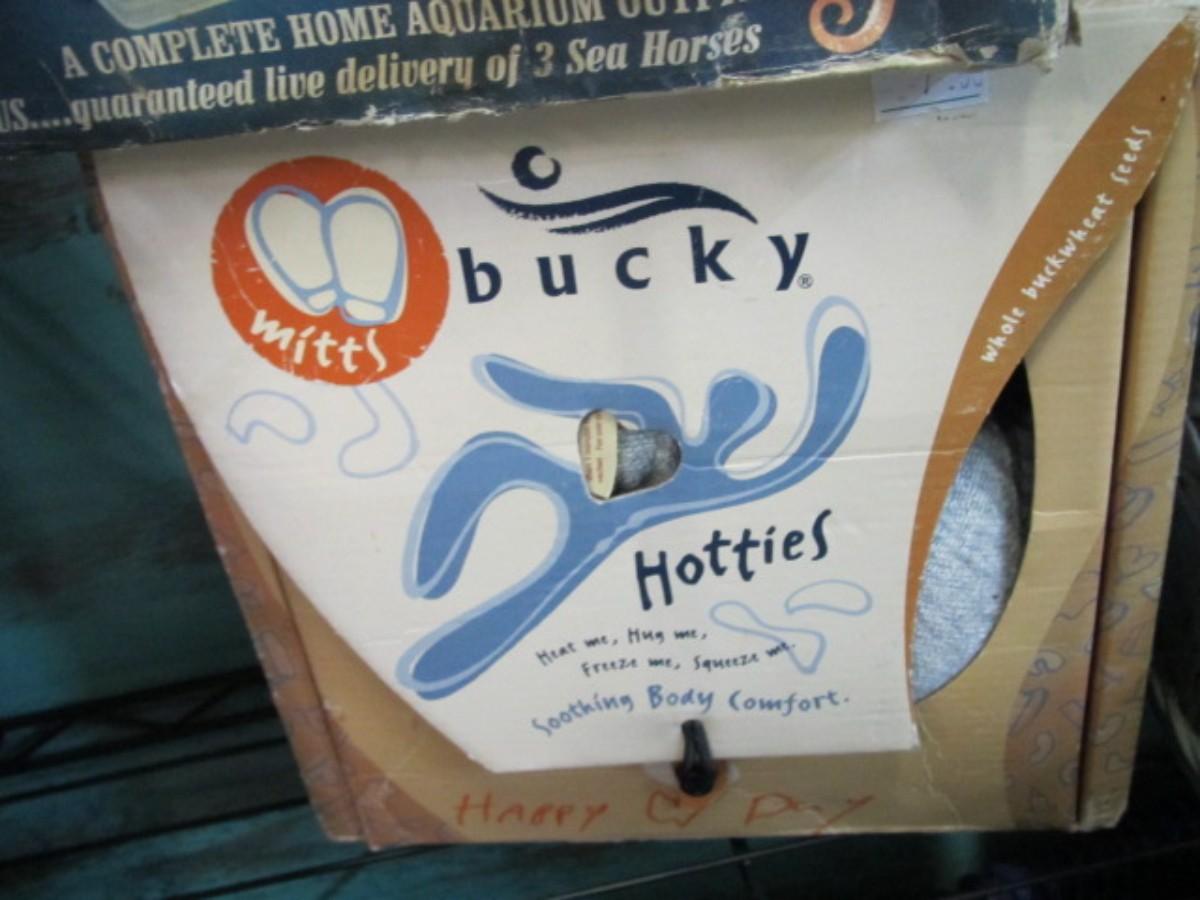 A COMPLETE HOME AQUARIUM
US....guaranteed live delivery of 3 Sea Horses
bucky®
mitts
whole buckwheat seeds
Hotties
Heat me, Hug me,
Freeze me, Squeeze me.
Soothing Body Comfort.
Happy ♡ Day